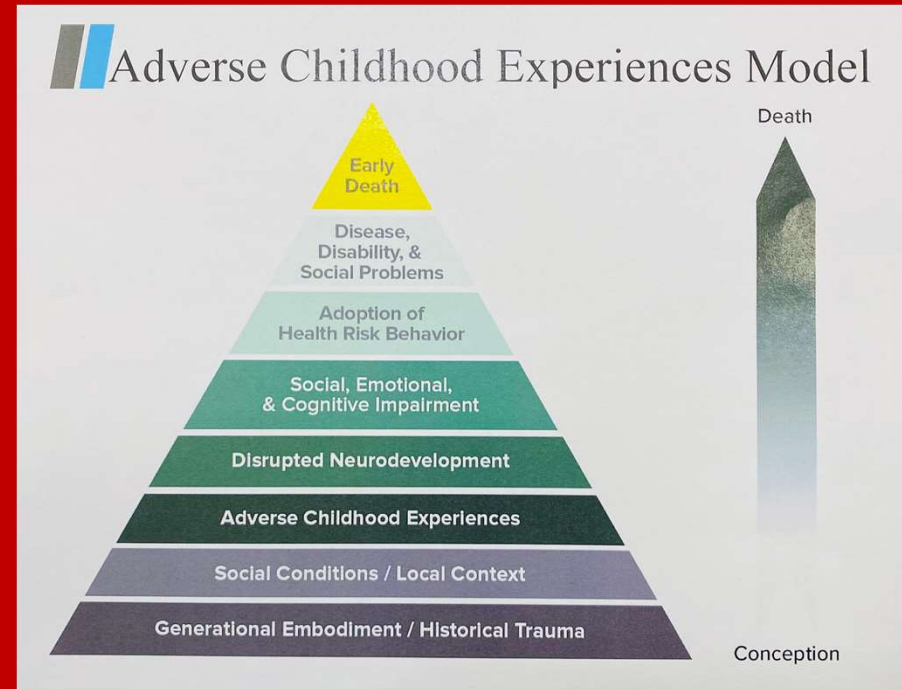 Adverse Childhood Experiences Model
Death
Early
Death
Disease,
Disability, &
Social Problems
Adoption of
Health Risk Behavior
Social, Emotional,
& Cognitive Impairment
Disrupted Neurodevelopment
Adverse Childhood Experiences
Social Conditions / Local Context
Generational Embodiment / Historical Trauma
Conception